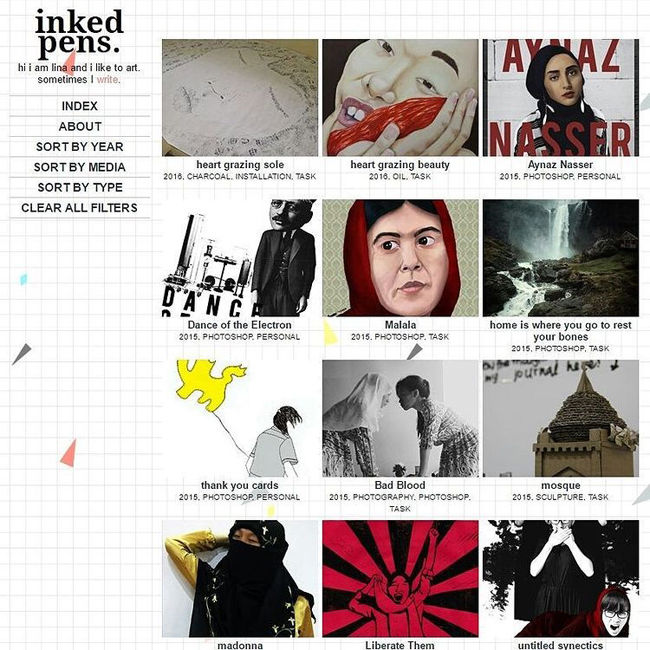 inked
pens.
hi i am lina and i like to art.
sometimes I write.
INDEX
ABOUT
SORT BY YEAR
SORT BY MEDIA
SORT BY TYPE
CLEAR ALL FILTERS
heart grazing sole
2016, CHARCOAL, INSTALLATION, TASK
heart grazing beauty
2016, OIL, TASK
AYNAZ
NASSER
Aynaz Nasser
2015, PHOTOSHOP, PERSONAL
DANCE
Dance of the Electron
2015, PHOTOSHOP, PERSONAL
Malala
2015, PHOTOSHOP, TASK
home is where you go to rest
your bones
2015, PHOTOSHOP, TASK
thank you cards
2015, PHOTOSHOP, PERSONAL
Bad Blood
2015, PHOTOGRAPHY, PHOTOSHOP,
TASK
my journal here
mosque
2015, SCULPTURE, TASK
madonna
Liberate Them
untitled synectics